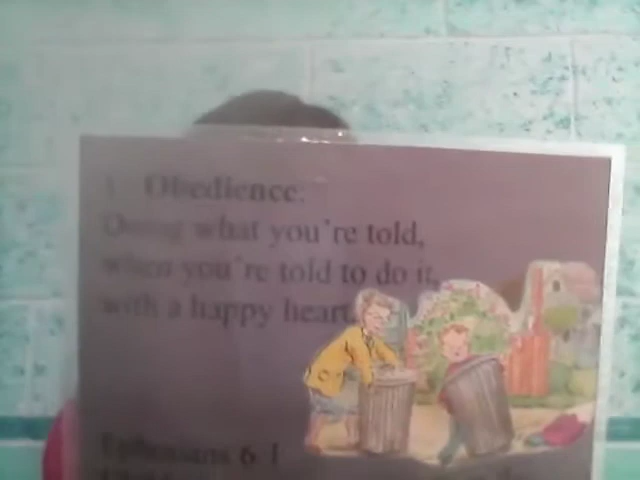 1 Obedience:
Doing what you're told,
when you're told to do it,
with a happy heart.
Ephesians 6 1